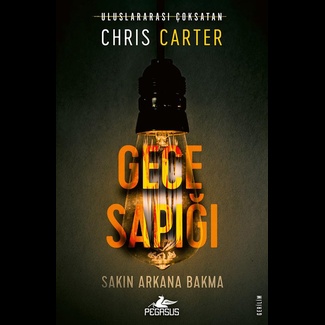 ULUSLARARASI ÇOKSATAN
CHRIS CARTER
GECE
SAPIĞI
SAKIN ARKANA BAKMA
PEGASUS
GERİLİM